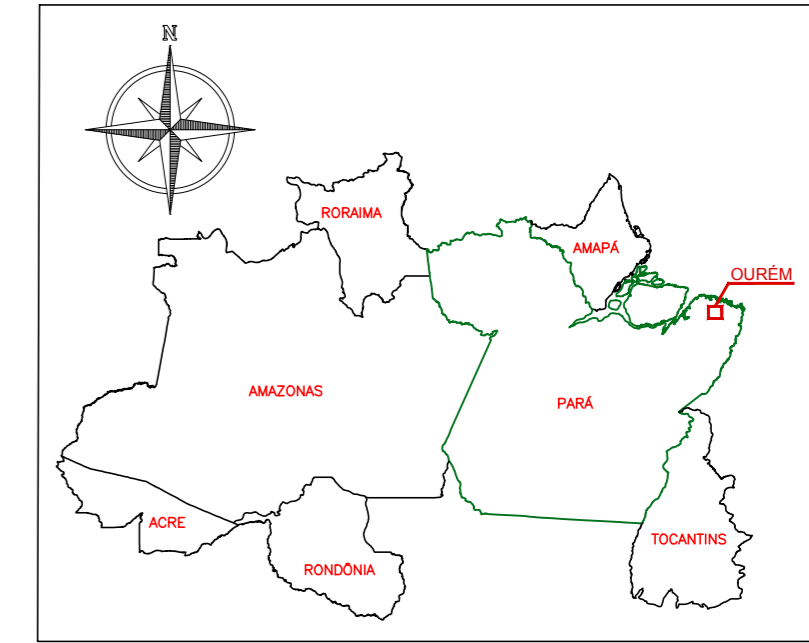 N
RORAIMA
AMAPÁ
OURÉM
AMAZONAS
PARÁ
ACRE
RONDÔNIA
TOCANTINS